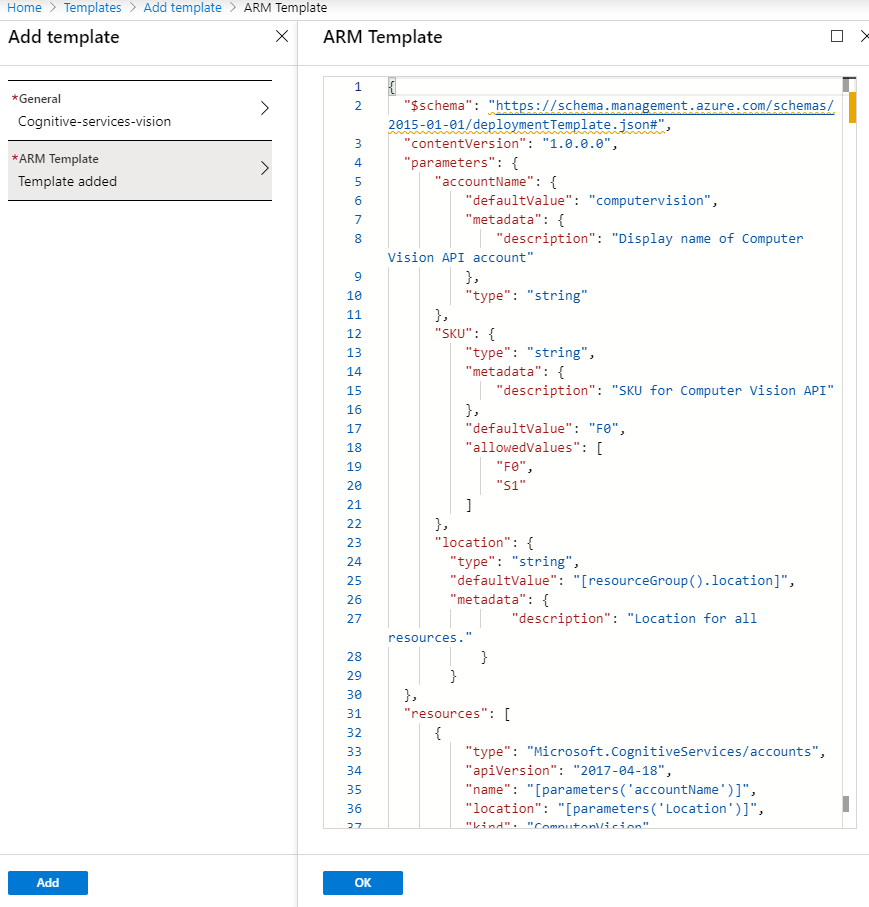 Home > Templates > Add template > ARM Template
Add template
*General
Cognitive-services-vision
*ARM Template
Template added
Add
ARM Template
1 {
2 "$schema": "https://schema.management.azure.com/schemas/
2015-01-01/deploymentTemplate.json#",
3 "contentVersion": "1.0.0.0",
4 "parameters": {
5 "accountName": {
6 "defaultValue": "computervision",
7 "metadata": {
8 "description": "Display name of Computer
Vision API account"
9 },
10 "type": "string"
11 },
12 "SKU": {
13 "type": "string",
14 "metadata": {
15 "description": "SKU for Computer Vision API"
16 },
17 "defaultValue": "F0",
18 "allowedValues": [
19 "F0",
20 "S1"
21 ]
22 },
23 "location": {
24 "type": "string",
25 "defaultValue": "[resourceGroup().location]",
26 "metadata": {
27 "description": "Location for all
resources."
28 }
29 }
30 },
31 "resources": [
32 {
33 "type": "Microsoft.CognitiveServices/accounts",
34 "apiVersion": "2017-04-18",
35 "name": "[parameters('accountName')]",
36 "location": "[parameters('Location')]",
37 "kind": "ComputerVision"
OK